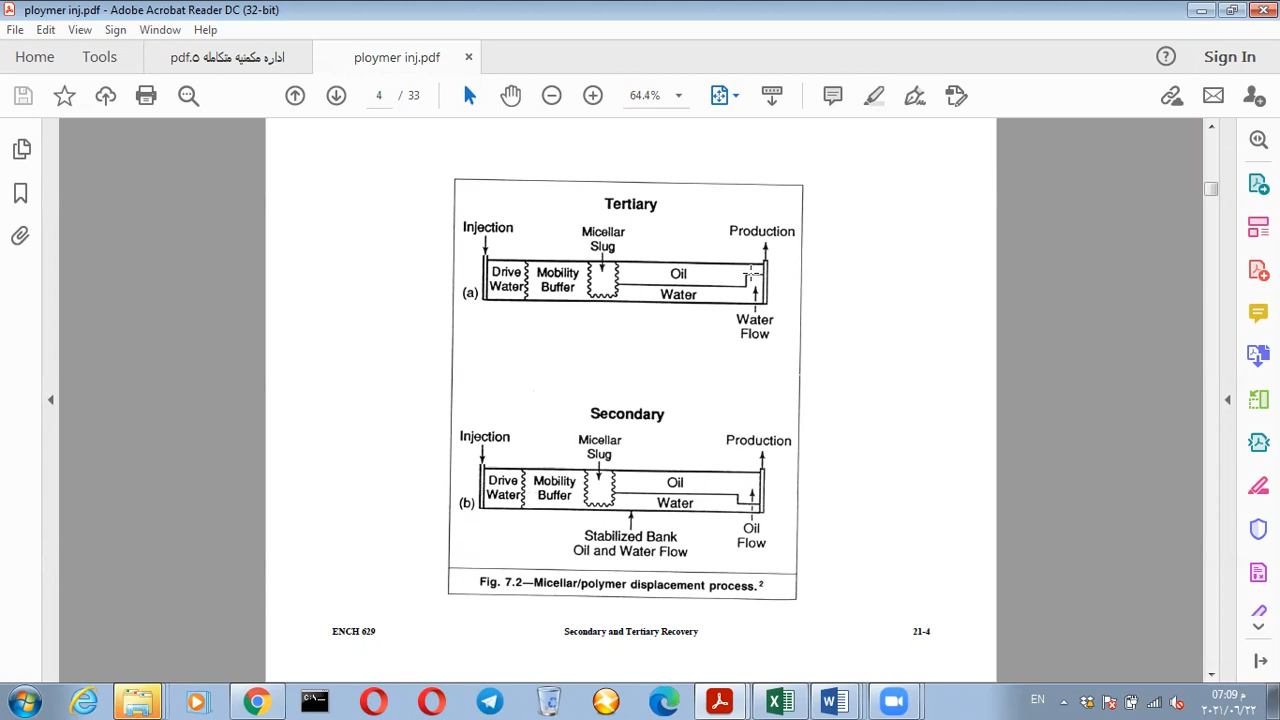 ploymer inj.pdf - Adobe Acrobat Reader DC (32-bit)
File Edit View Sign Window Help
Home Tools اداره مکمنیه متکامله ۵.pdf ploymer inj.pdf Sign In
4 / 33 64.4%
Tertiary
Injection
Micellar
Slug
Production
Drive
Water
Mobility
Buffer
Oil
Water
(a)
Water
Flow
Secondary
Injection
Micellar
Slug
Production
Drive
Water
Mobility
Buffer
Oil
Water
(b)
Stabilized Bank
Oil and Water Flow
Oil
Flow
Fig. 7.2—Micellar/polymer displacement process.²
ENCH 629 Secondary and Tertiary Recovery 21-4
EN
07:09 م
۲۰۲۱/۰۶/۲۲